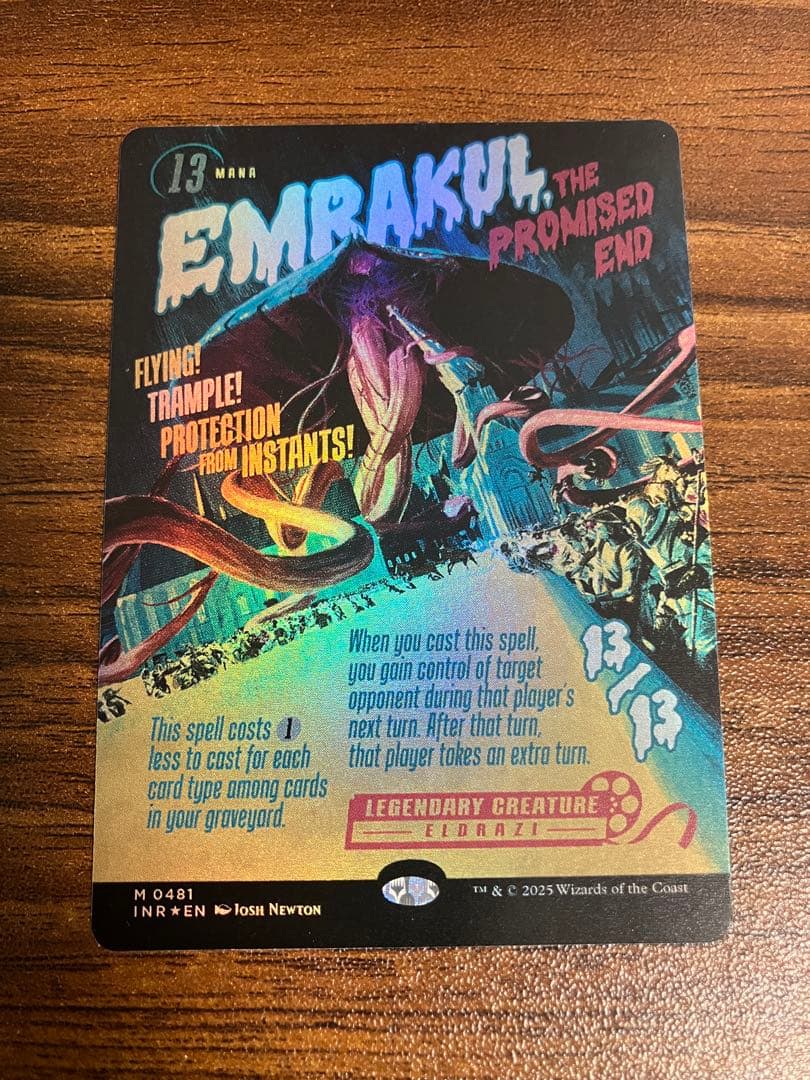 13 MANA
EMRAKUL,
THE
PROMISED
END
FLYING!
TRAMPLE!
PROTECTION
FROM INSTANTS!
This spell costs 1
less to cast for each
card type among cards
in your graveyard.
When you cast this spell,
you gain control of target
opponent during that player's
next turn. After that turn,
that player takes an extra turn.
13/13
LEGENDARY CREATURE
ELDRAZI
M 0481
INR★EN Josh Newton
™ & © 2025 Wizards of the Coast